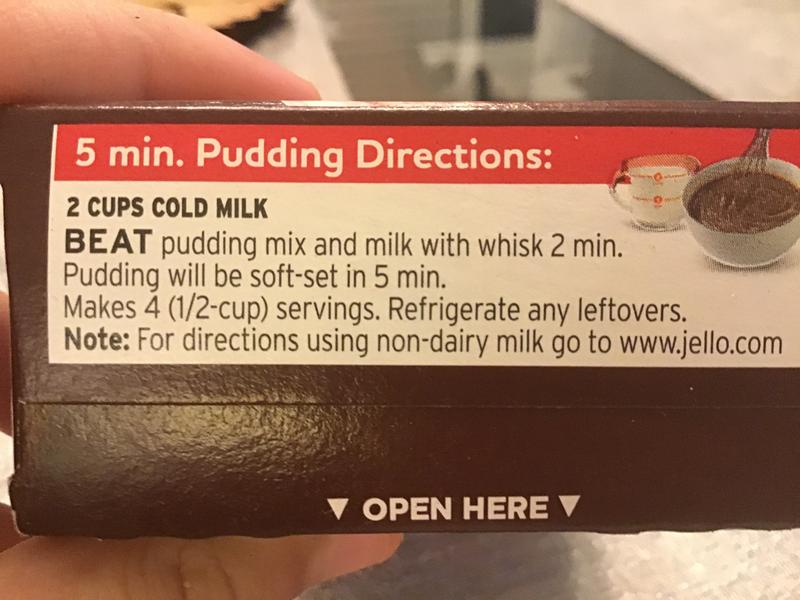 5 min. Pudding Directions:
2 CUPS COLD MILK
BEAT pudding mix and milk with whisk 2 min.
Pudding will be soft-set in 5 min.
Makes 4 (1/2-cup) servings. Refrigerate any leftovers.
Note: For directions using non-dairy milk go to www.jello.com
▼ OPEN HERE ▼